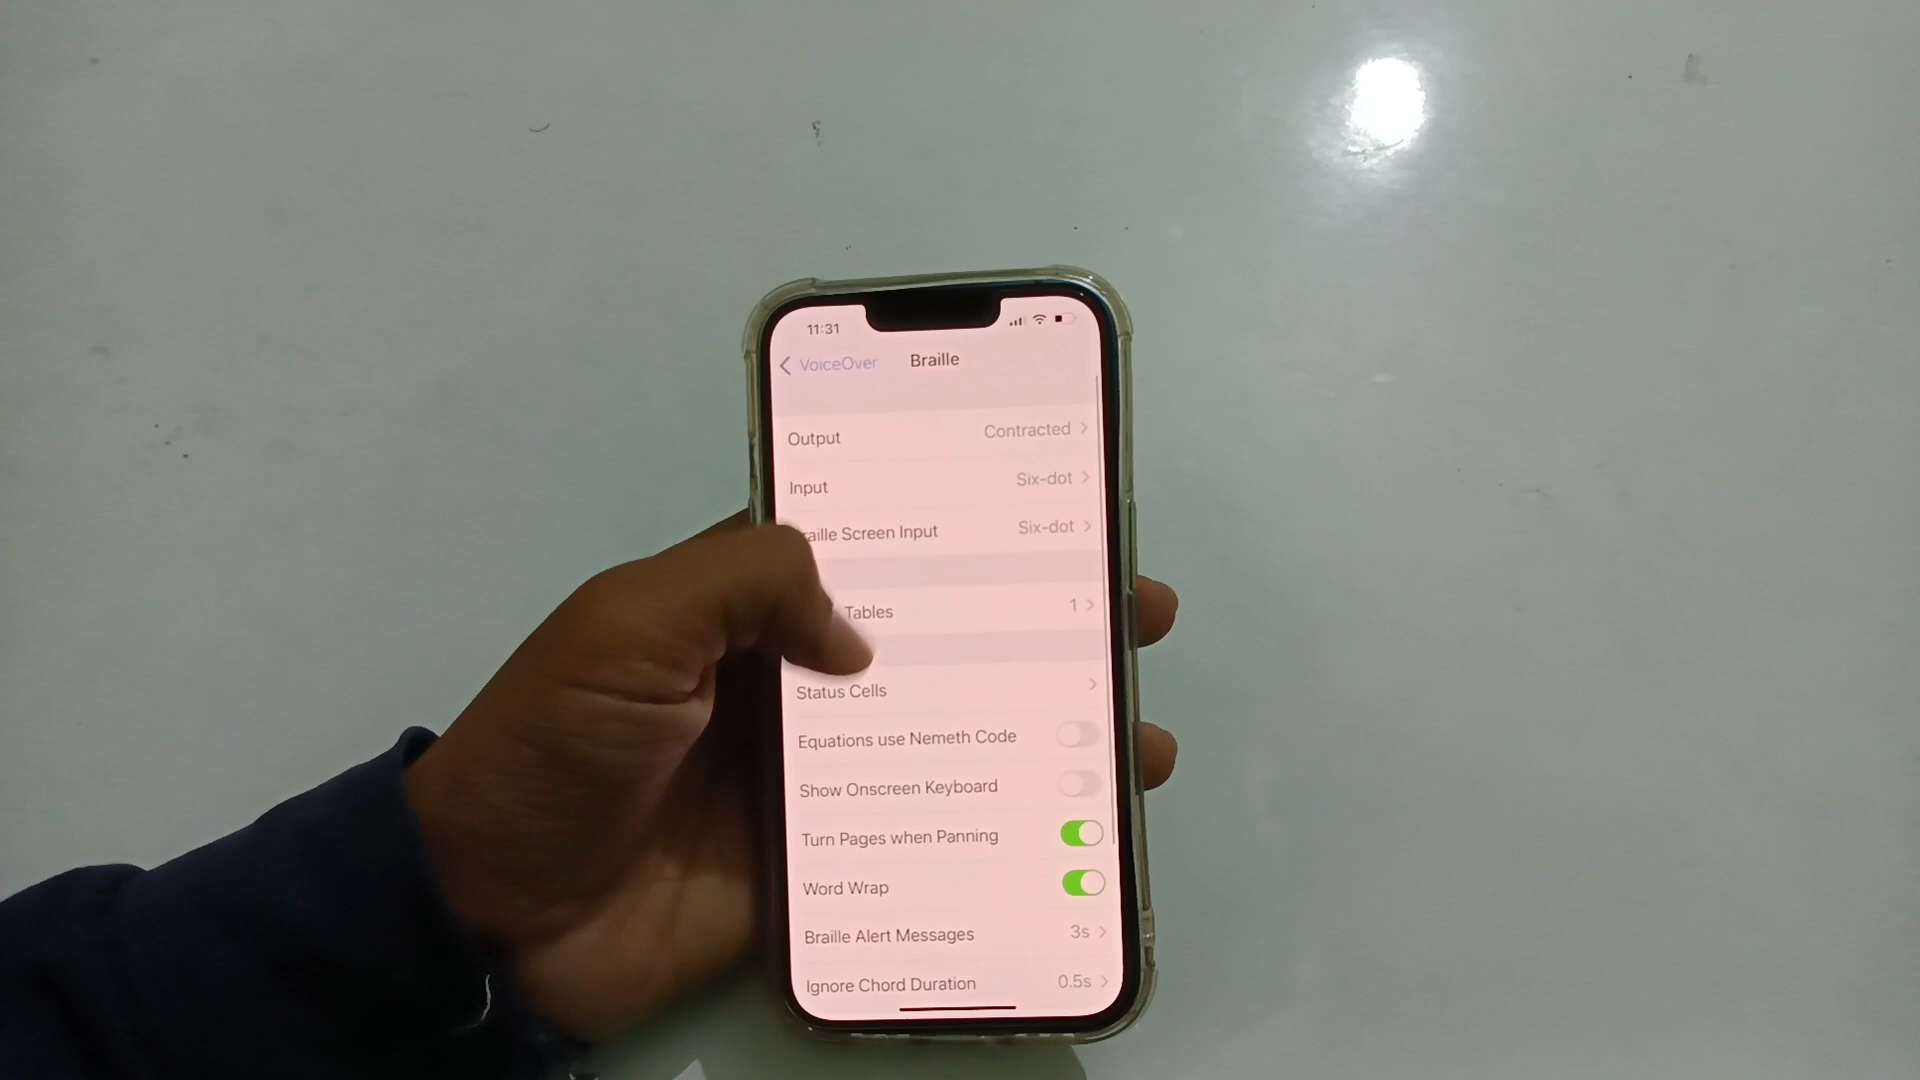 11:31
VoiceOver Braille
Output Contracted
Input Six-dot
raille Screen Input Six-dot
Tables 1
Status Cells
Equations use Nemeth Code
Show Onscreen Keyboard
Turn Pages when Panning
Word Wrap
Braille Alert Messages 3s
Ignore Chord Duration 0.5s